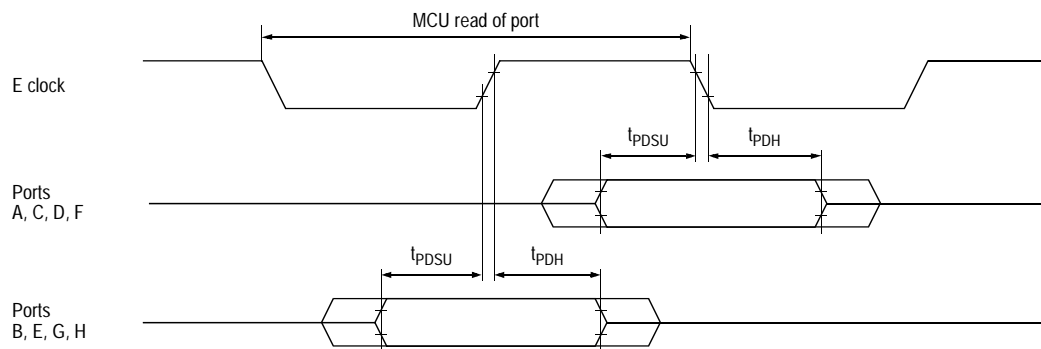 MCU read of port
E clock
tPDSU
tPDH
Ports
A, C, D, F
tPDSU
tPDH
Ports
B, E, G, H